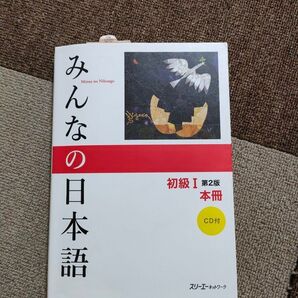 みんなの日本語
Minna no Nihongo
初級 I 第2版
本冊
CD付
スリーエーネットワーク